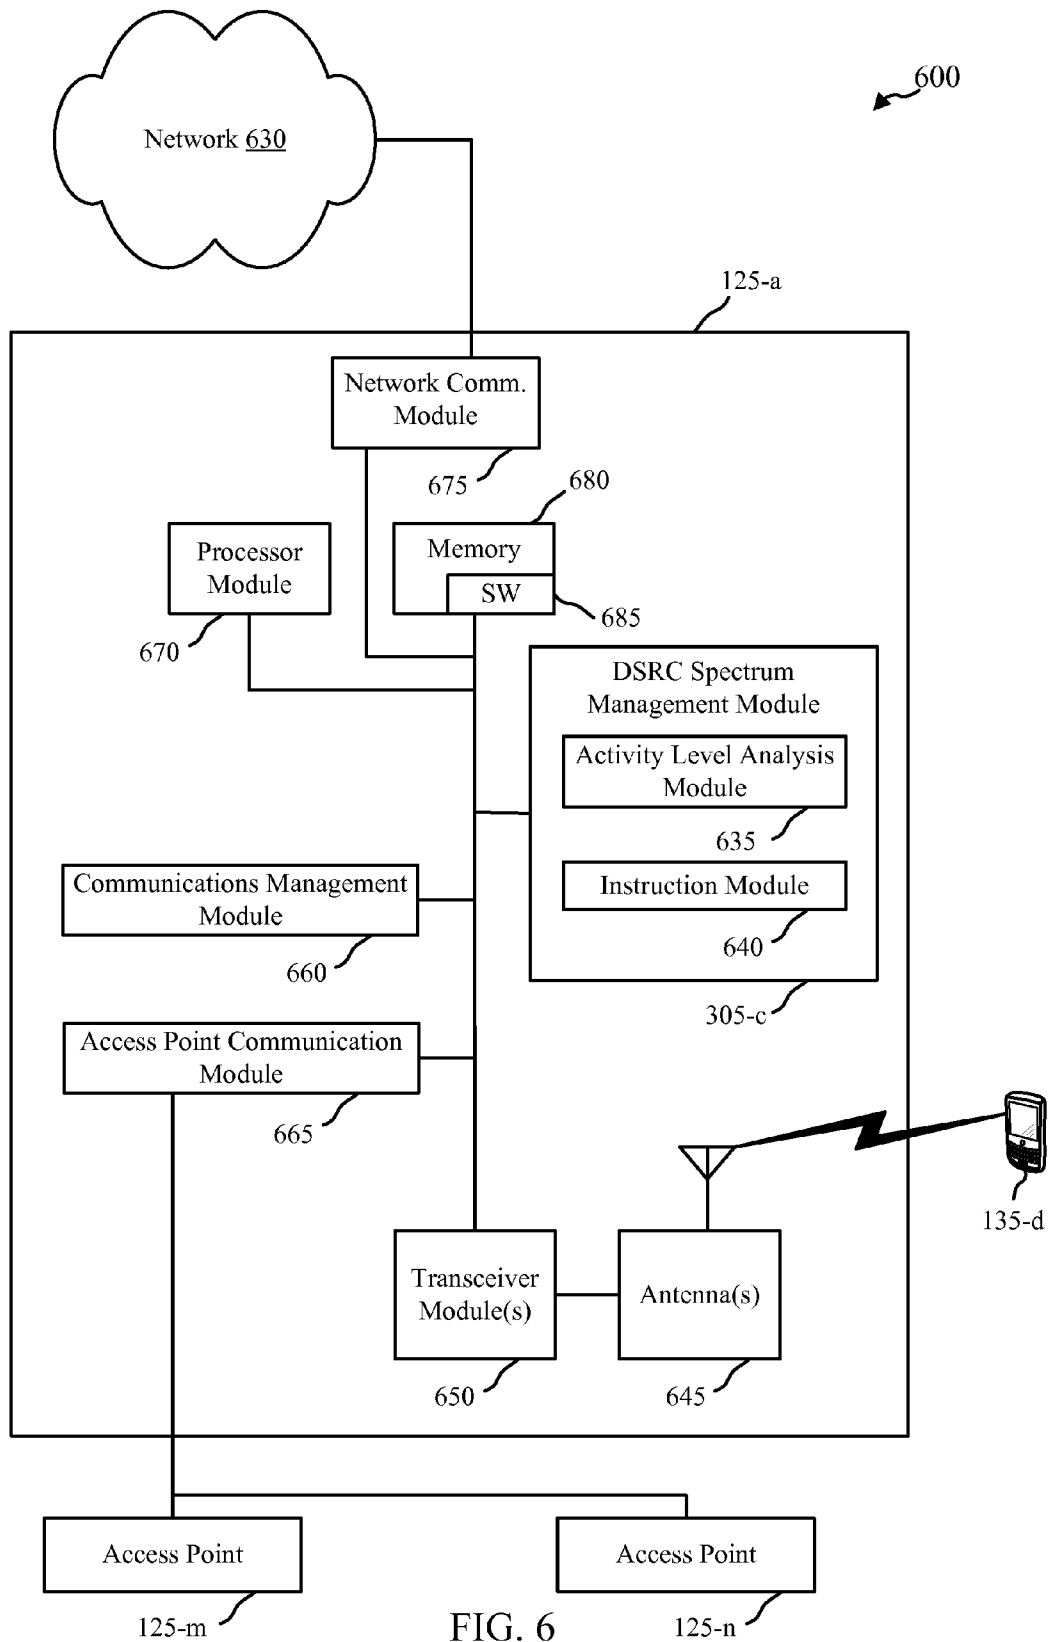 600
Network 630
125-a
Network Comm.
Module
675
680
Processor
Module
670
Memory
SW
685
DSRC Spectrum
Management Module
Activity Level Analysis
Module
635
Instruction Module
640
305-c
Communications Management
Module
660
Access Point Communication
Module
665
135-d
Transceiver
Module(s)
650
Antenna(s)
645
Access Point
125-m
Access Point
125-n
FIG. 6